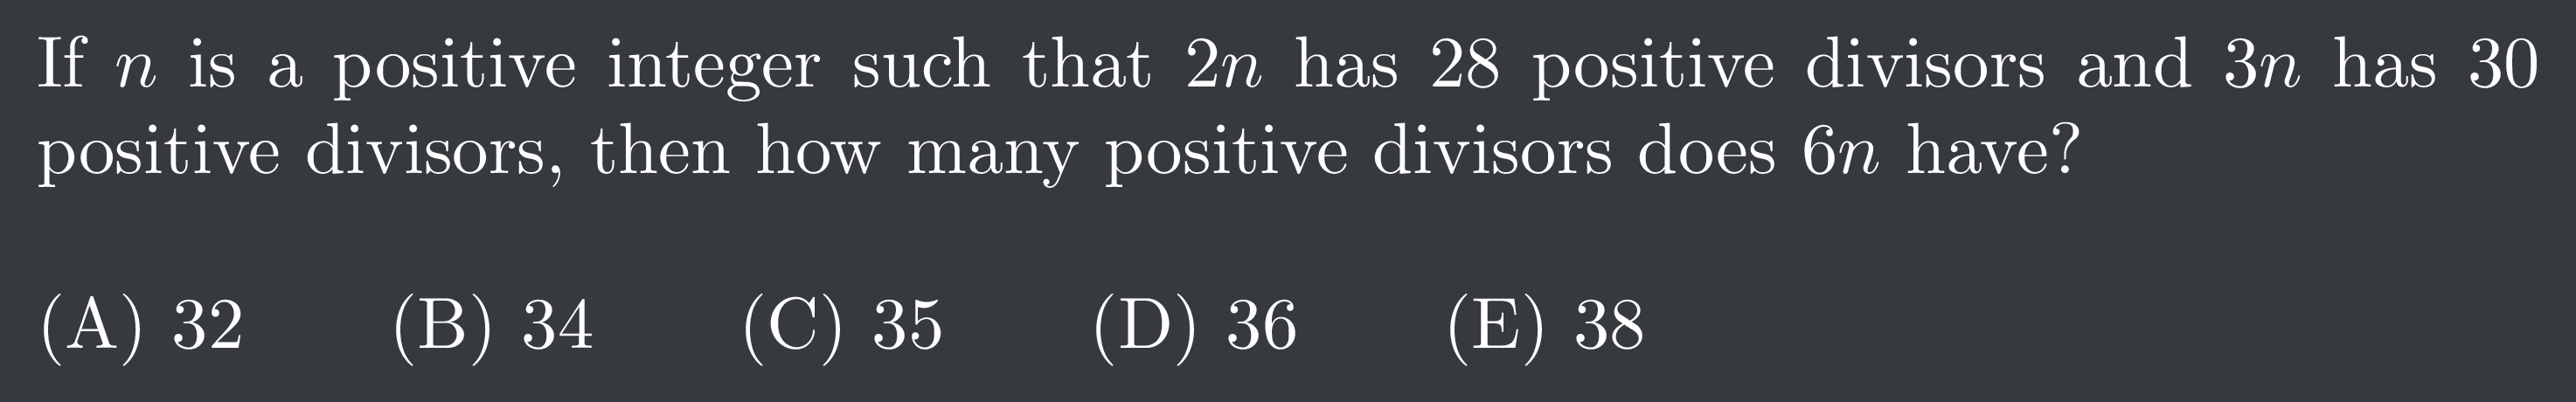 If n is a positive integer such that 2n has 28 positive divisors and 3n has 30
positive divisors, then how many positive divisors does 6n have?
(A) 32 (B) 34 (C) 35 (D) 36 (E) 38